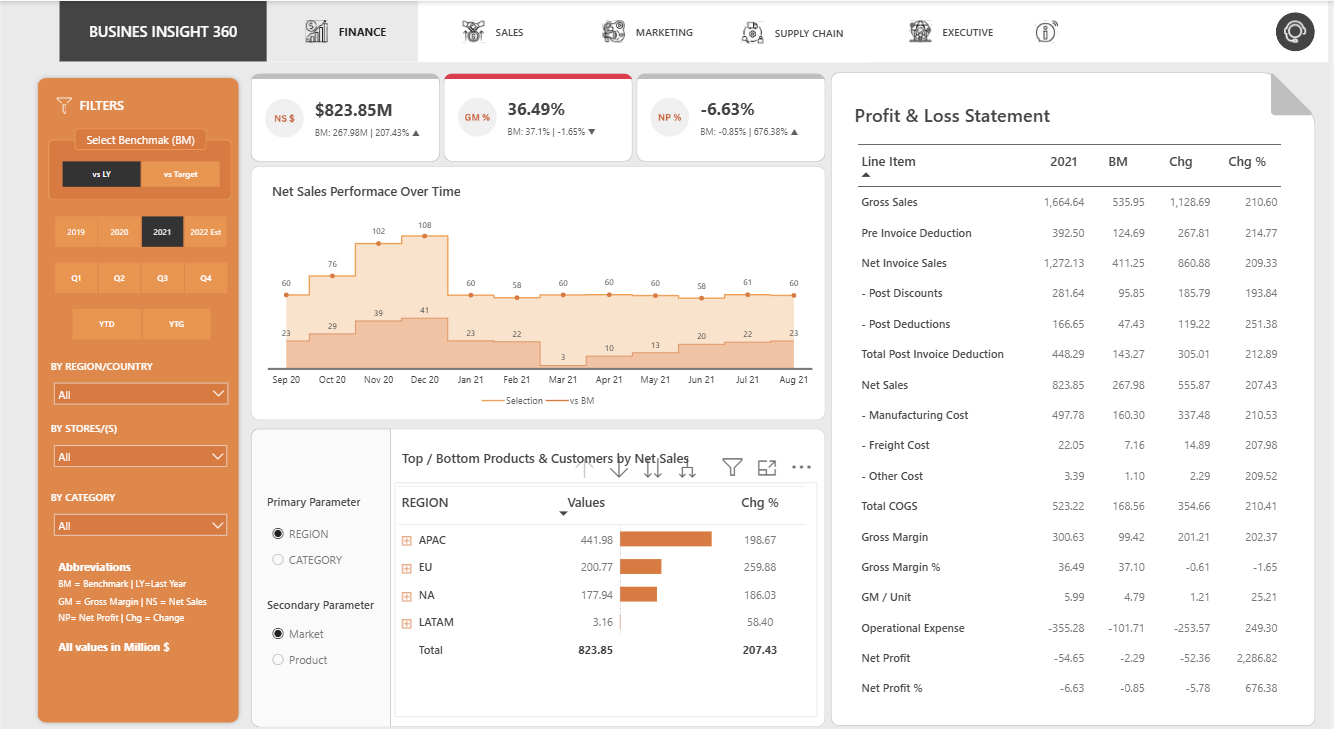 BUSINES INSIGHT 360
FINANCE
SALES
MARKETING
SUPPLY CHAIN
EXECUTIVE
FILTERS
Select Benchmak (BM)
vs LY vs Target
2019 2020 2021 2022 Est
Q1 Q2 Q3 Q4
YTD YTG
BY REGION/COUNTRY
All
BY STORES/(S)
All
BY CATEGORY
All
Abbreviations
BM = Benchmark | LY=Last Year
GM = Gross Margin | NS = Net Sales
NP= Net Profit | Chg = Change
All values in Million $
NS $
$823.85M
BM: 267.98M | 207.43% ▲
GM %
36.49%
BM: 37.1% | -1.65% ▼
NP %
-6.63%
BM: -0.85% | 676.38% ▲
Net Sales Performace Over Time
60 76 102 108 60 58 60 60 60 58 61 60
23 29 39 41 23 22 3 10 13 20 22 23
Sep 20 Oct 20 Nov 20 Dec 20 Jan 21 Feb 21 Mar 21 Apr 21 May 21 Jun 21 Jul 21 Aug 21
Selection vs BM
Primary Parameter
REGION
CATEGORY
Secondary Parameter
Market
Product
Top / Bottom Products & Customers by Net Sales
REGION Values Chg %
APAC 441.98 198.67
EU 200.77 259.88
NA 177.94 186.03
LATAM 3.16 58.40
Total 823.85 207.43
Profit & Loss Statement
Line Item 2021 BM Chg Chg %
Gross Sales 1,664.64 535.95 1,128.69 210.60
Pre Invoice Deduction 392.50 124.69 267.81 214.77
Net Invoice Sales 1,272.13 411.25 860.88 209.33
- Post Discounts 281.64 95.85 185.79 193.84
- Post Deductions 166.65 47.43 119.22 251.38
Total Post Invoice Deduction 448.29 143.27 305.01 212.89
Net Sales 823.85 267.98 555.87 207.43
- Manufacturing Cost 497.78 160.30 337.48 210.53
- Freight Cost 22.05 7.16 14.89 207.98
- Other Cost 3.39 1.10 2.29 209.52
Total COGS 523.22 168.56 354.66 210.41
Gross Margin 300.63 99.42 201.21 202.37
Gross Margin % 36.49 37.10 -0.61 -1.65
GM / Unit 5.99 4.79 1.21 25.21
Operational Expense -355.28 -101.71 -253.57 249.30
Net Profit -54.65 -2.29 -52.36 2,286.82
Net Profit % -6.63 -0.85 -5.78 676.38